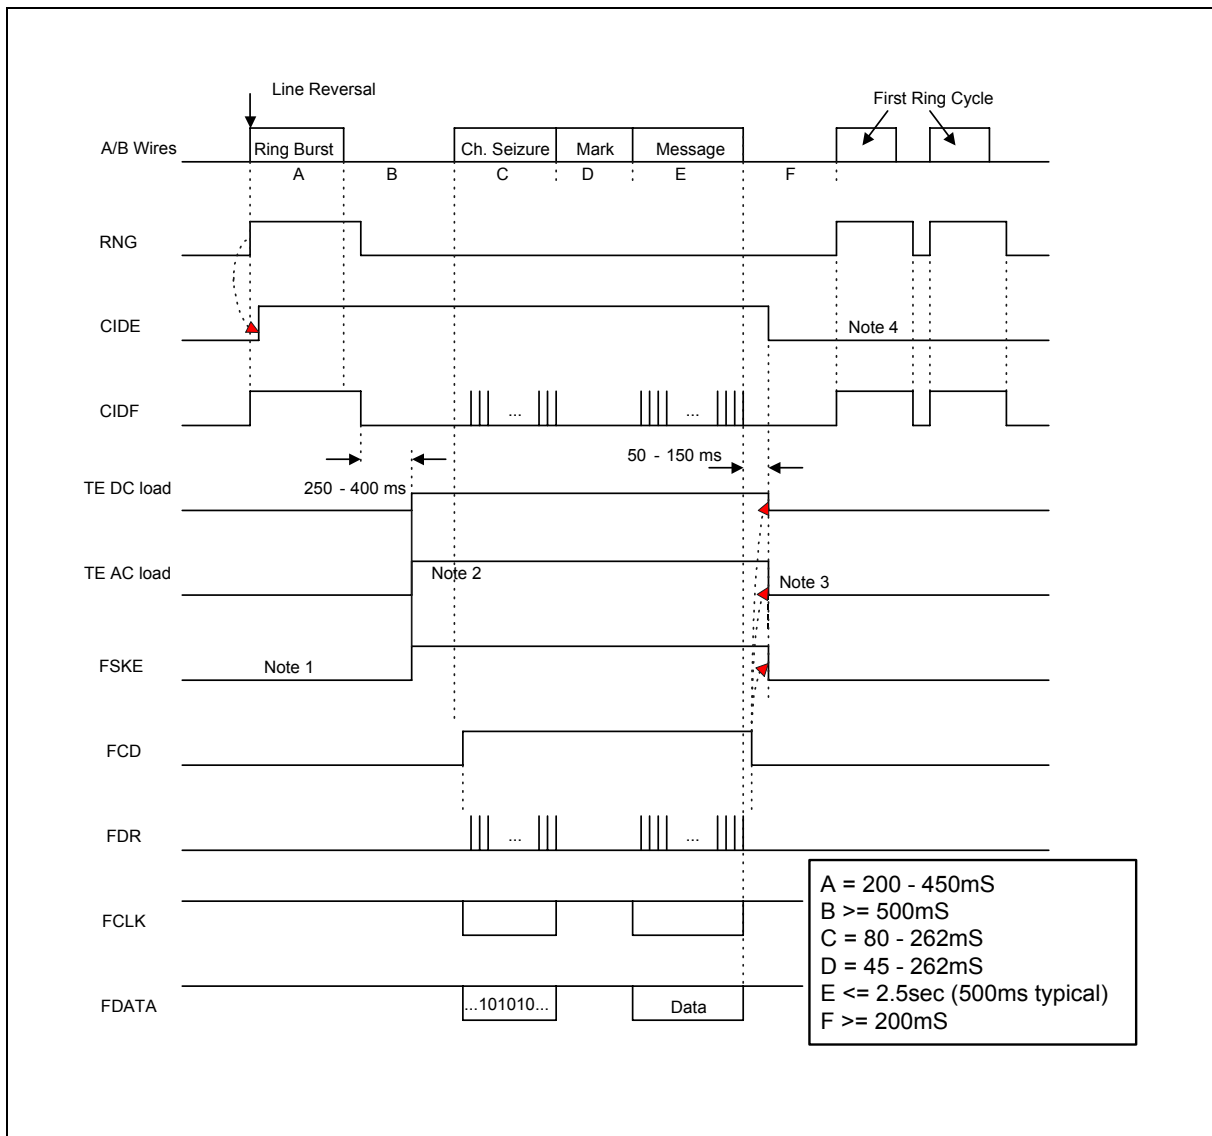 Line Reversal
First Ring Cycle
A/B Wires
Ring Burst
Ch. Seizure
Mark
Message
A
B
C
D
E
F
RNG
CIDE
Note 4
CIDF
...
...
50 - 150 ms
250 - 400 ms
TE DC load
TE AC load
Note 2
Note 3
FSKE
Note 1
FCD
FDR
...
...
FCLK
FDATA
...101010...
Data
A = 200 - 450mS
B >= 500mS
C = 80 - 262mS
D = 45 - 262mS
E <= 2.5sec (500ms typical)
F >= 200mS